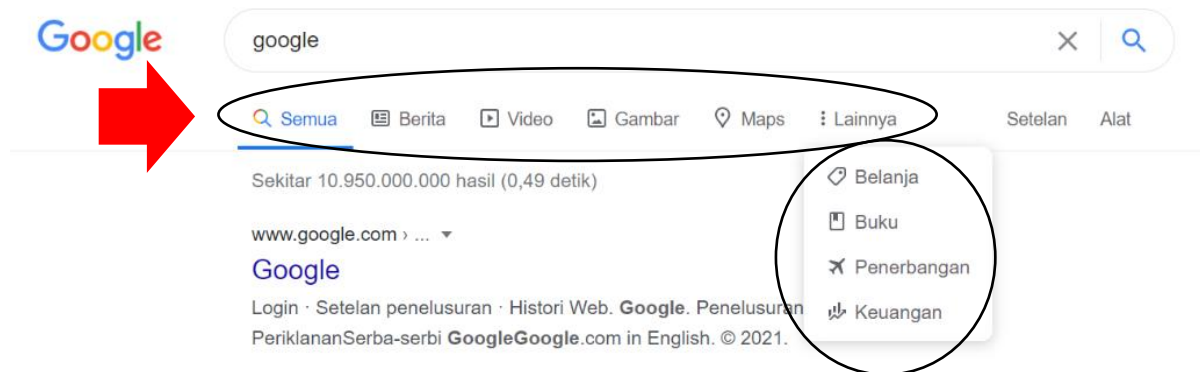 Google google
Semua Berita Video Gambar Maps Lainnya Setelan Alat
Sekitar 10.950.000.000 hasil (0,49 detik)
www.google.com › ...
Google
Login · Setelan penelusuran · Histori Web. Google. Penelusuran
PeriklananSerba-serbi GoogleGoogle.com in English. © 2021.
Belanja
Buku
Penerbangan
Keuangan